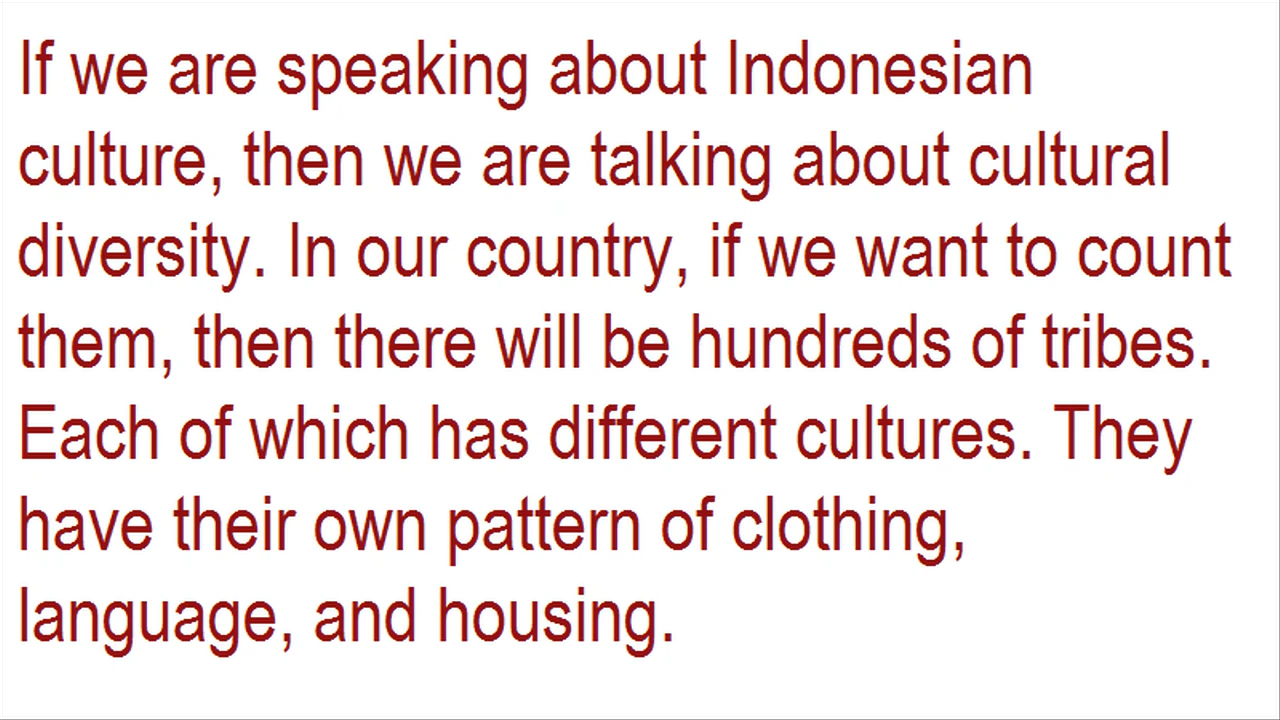 If we are speaking about Indonesian
culture, then we are talking about cultural
diversity. In our country, if we want to count
them, then there will be hundreds of tribes.
Each of which has different cultures. They
have their own pattern of clothing,
language, and housing.